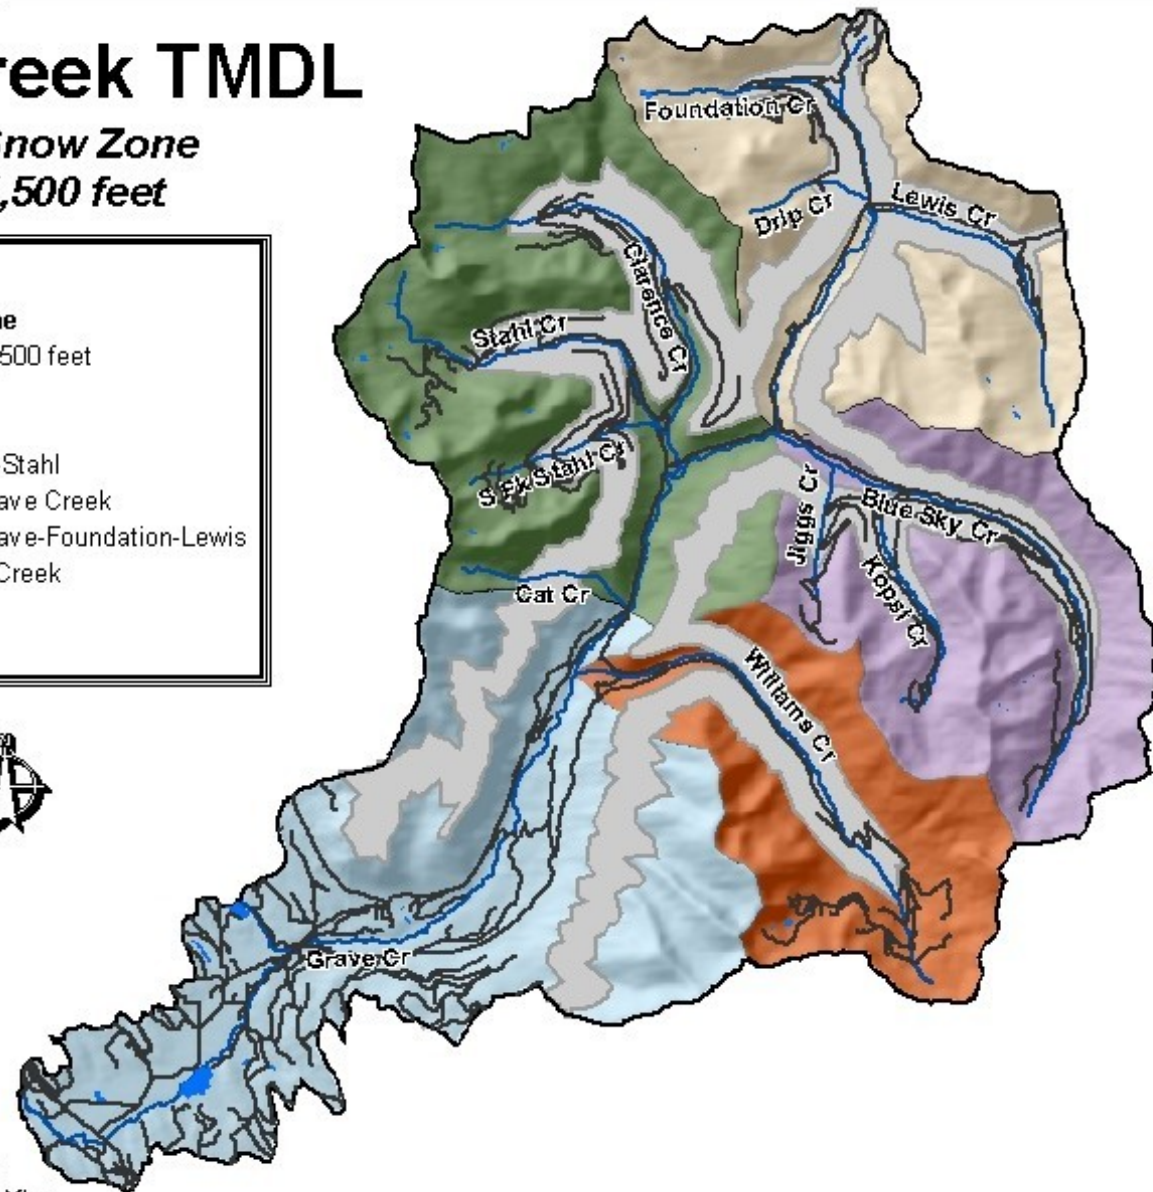 reek TMDL
Snow Zone
,500 feet
ne
500 feet
Stahl
ave Creek
ave-Foundation-Lewis
Creek
Foundation Cr
Drip Cr
Lewis Cr
Clarence Cr
Stahl Cr
S Fk Stahl Cr
Jiggs Cr
Blue Sky Cr
Kopsi Cr
Cat Cr
Williams Cr
Grave Cr